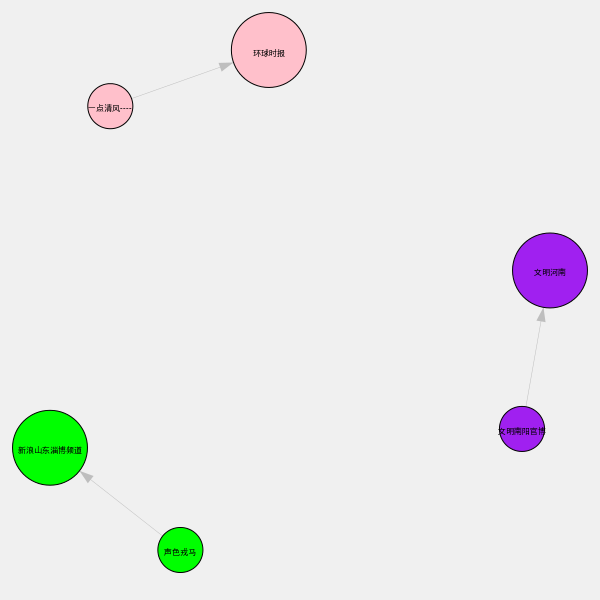 环球时报
一点清风----
文明河南
文明南阳官博
新浪山东淄博频道
声色戎马